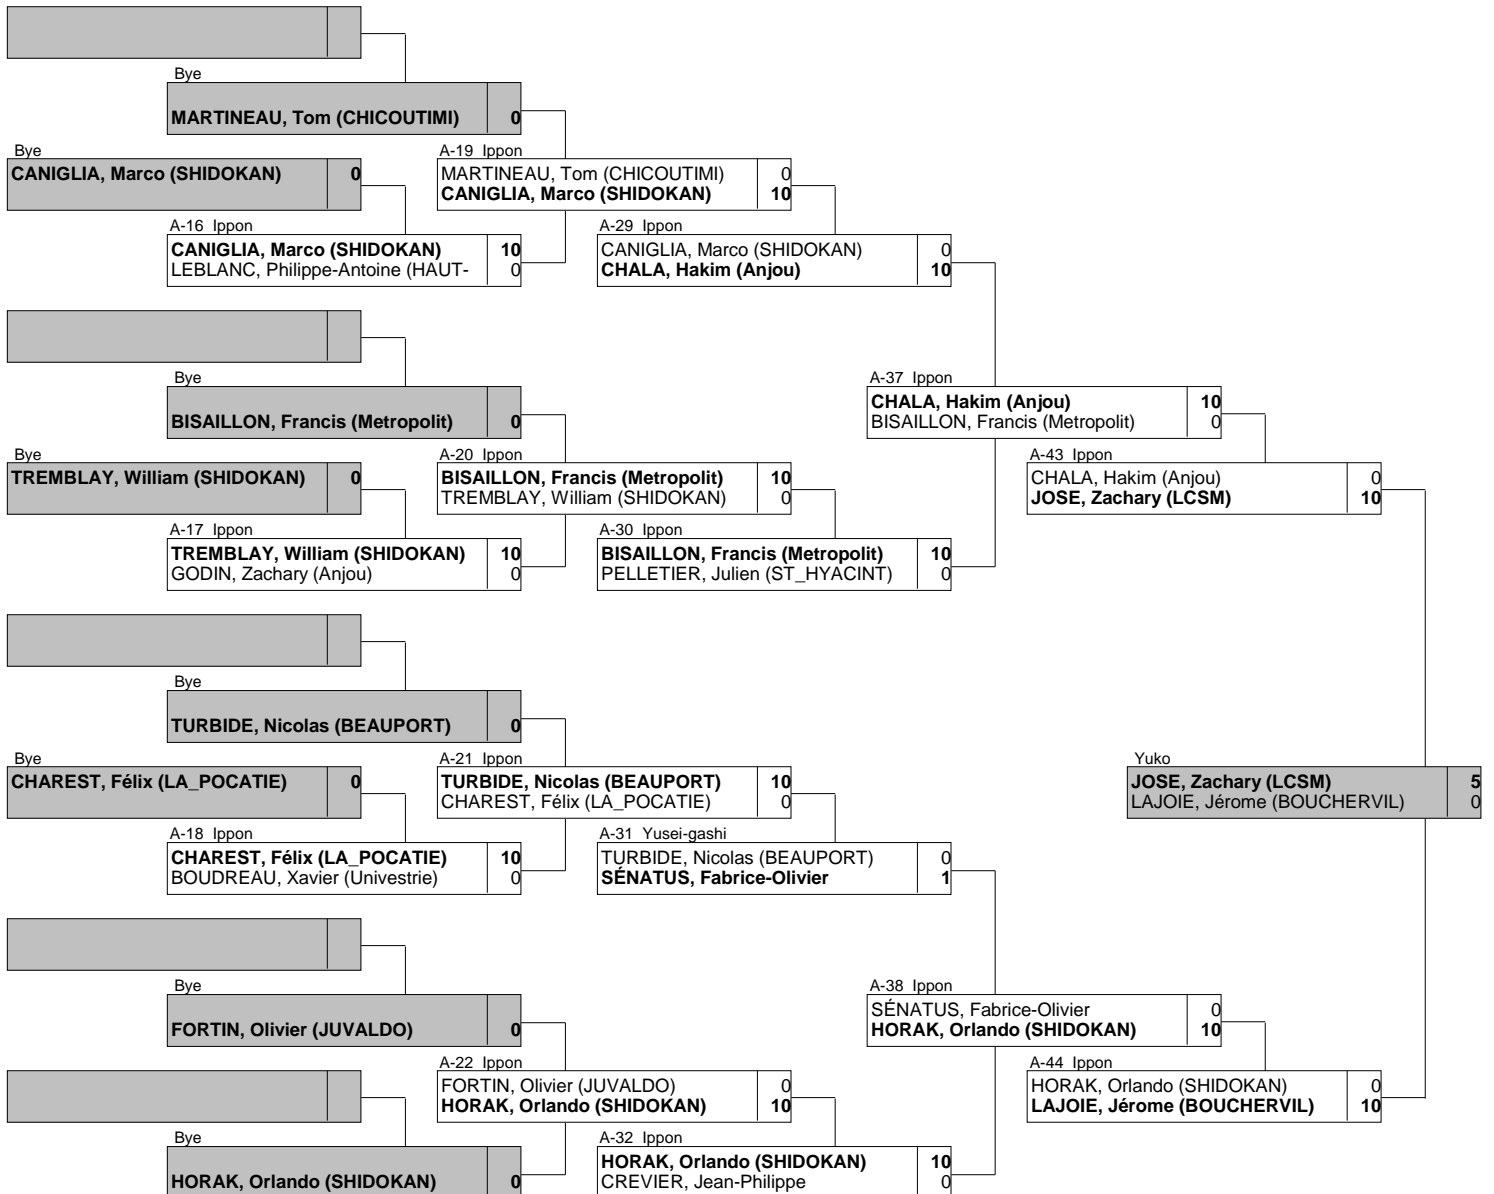 Bye
MARTINEAU, Tom (CHICOUTIMI) 0
Bye
CANIGLIA, Marco (SHIDOKAN) 0
A-19 Ippon
MARTINEAU, Tom (CHICOUTIMI) 0
CANIGLIA, Marco (SHIDOKAN) 10
A-16 Ippon
CANIGLIA, Marco (SHIDOKAN) 10
LEBLANC, Philippe-Antoine (HAUT- 0
A-29 Ippon
CANIGLIA, Marco (SHIDOKAN) 0
CHALA, Hakim (Anjou) 10
Bye
BISAILLON, Francis (Metropolit) 0
A-37 Ippon
CHALA, Hakim (Anjou) 10
BISAILLON, Francis (Metropolit) 0
Bye
TREMBLAY, William (SHIDOKAN) 0
A-20 Ippon
BISAILLON, Francis (Metropolit) 10
TREMBLAY, William (SHIDOKAN) 0
A-43 Ippon
CHALA, Hakim (Anjou) 0
JOSE, Zachary (LCSM) 10
A-17 Ippon
TREMBLAY, William (SHIDOKAN) 10
GODIN, Zachary (Anjou) 0
A-30 Ippon
BISAILLON, Francis (Metropolit) 10
PELLETIER, Julien (ST_HYACINT) 0
Bye
TURBIDE, Nicolas (BEAUPORT) 0
Bye
CHAREST, Félix (LA_POCATIE) 0
A-21 Ippon
TURBIDE, Nicolas (BEAUPORT) 10
CHAREST, Félix (LA_POCATIE) 0
Yuko
JOSE, Zachary (LCSM) 5
LAJOIE, Jérome (BOUCHERVIL) 0
A-18 Ippon
CHAREST, Félix (LA_POCATIE) 10
BOUDREAU, Xavier (Univestrie) 0
A-31 Yusei-gashi
TURBIDE, Nicolas (BEAUPORT) 0
SÉNATUS, Fabrice-Olivier 1
Bye
FORTIN, Olivier (JUVALDO) 0
A-38 Ippon
SÉNATUS, Fabrice-Olivier 0
HORAK, Orlando (SHIDOKAN) 10
A-22 Ippon
FORTIN, Olivier (JUVALDO) 0
HORAK, Orlando (SHIDOKAN) 10
A-44 Ippon
HORAK, Orlando (SHIDOKAN) 0
LAJOIE, Jérome (BOUCHERVIL) 10
Bye
HORAK, Orlando (SHIDOKAN) 0
A-32 Ippon
HORAK, Orlando (SHIDOKAN) 10
CREVIER, Jean-Philippe 0